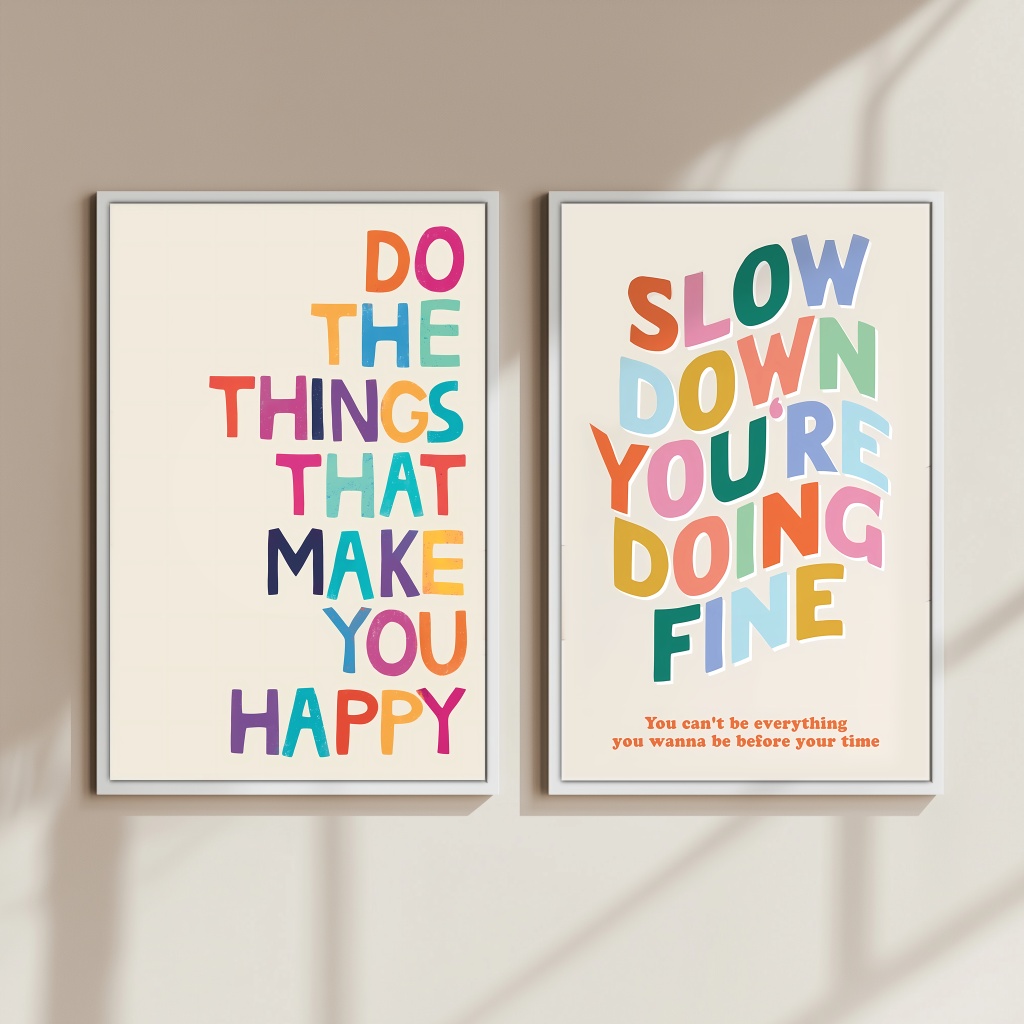 DO
THE
THINGS
THAT
MAKE
YOU
HAPPY
SLOW
DOWN
YOU'RE
DOING
FINE
You can't be everything
you wanna be before your time